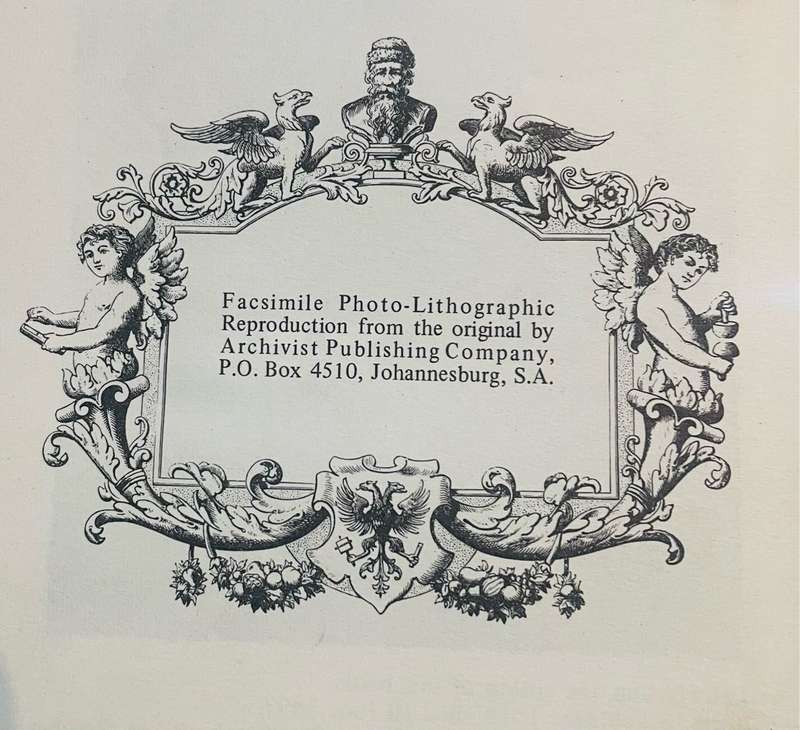 Facsimile Photo-Lithographic
Reproduction from the original by
Archivist Publishing Company,
P.O. Box 4510, Johannesburg, S.A.